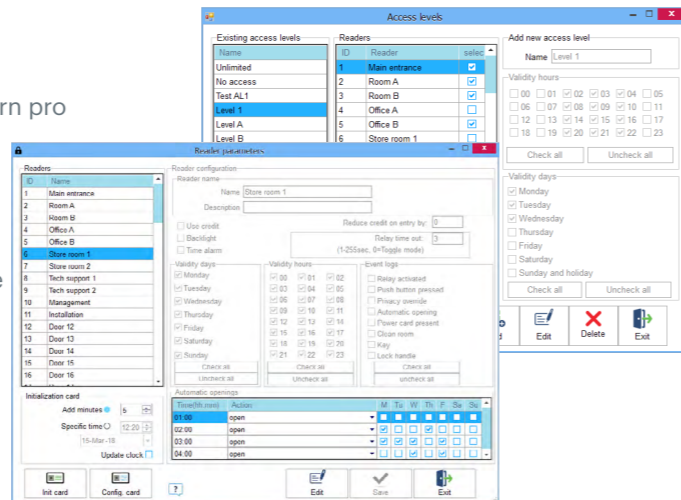 rn pro
e
Access levels
Existing access levels
Name
Unlimited
No access
Test AL1
Level 1
Level A
Level B
Readers
ID Reader selec
1 Main entrance
2 Room A
3 Room B
4 Office A
5 Office B
6 Store room 1
Add new access level
Name Level 1
Validity hours
00 01 02 03 04 05
06 07 08 09 10 11
12 13 14 15 16 17
18 19 20 21 22 23
Check all Uncheck all
Validity days
Monday
Tuesday
Wednesday
Thursday
Friday
Saturday
Sunday and holiday
Check all Uncheck all
Edit Delete Exit
Reader parameters
Readers
ID Name
1 Main entrance
2 Room A
3 Room B
4 Office A
5 Office B
6 Store room 1
7 Store room 2
8 Tech support 1
9 Tech support 2
10 Management
11 Installation
12 Door 12
13 Door 13
14 Door 14
15 Door 15
16 Door 16
Initialization card
Add minutes 5
Specific time 12:20
15-Mar-18
Update clock
Init card Config. card
Reader configuration
Reader name
Name Store room 1
Description
Use credit
Backlight
Time alarm
Reduce credit on entry by: 0
Relay time out: 3
(1-255sec, 0=Toggle mode)
Validity days
Monday
Tuesday
Wednesday
Thursday
Friday
Saturday
Sunday
Check all
Uncheck all
Validity hours
00 01 02
03 04 05
06 07 08
09 10 11
12 13 14
15 16 17
18 19 20
21 22 23
Check all
Uncheck all
Event logs
Relay activated
Push button pressed
Privacy override
Automatic opening
Power card present
Clean room
Key
Lock handle
Check all
uncheck all
Automatic openings
Time(hh:mm) Action M Tu W Th F Sa Su
01:00 open
02:00 open
03:00 open
04:00 open
? Edit Save Exit